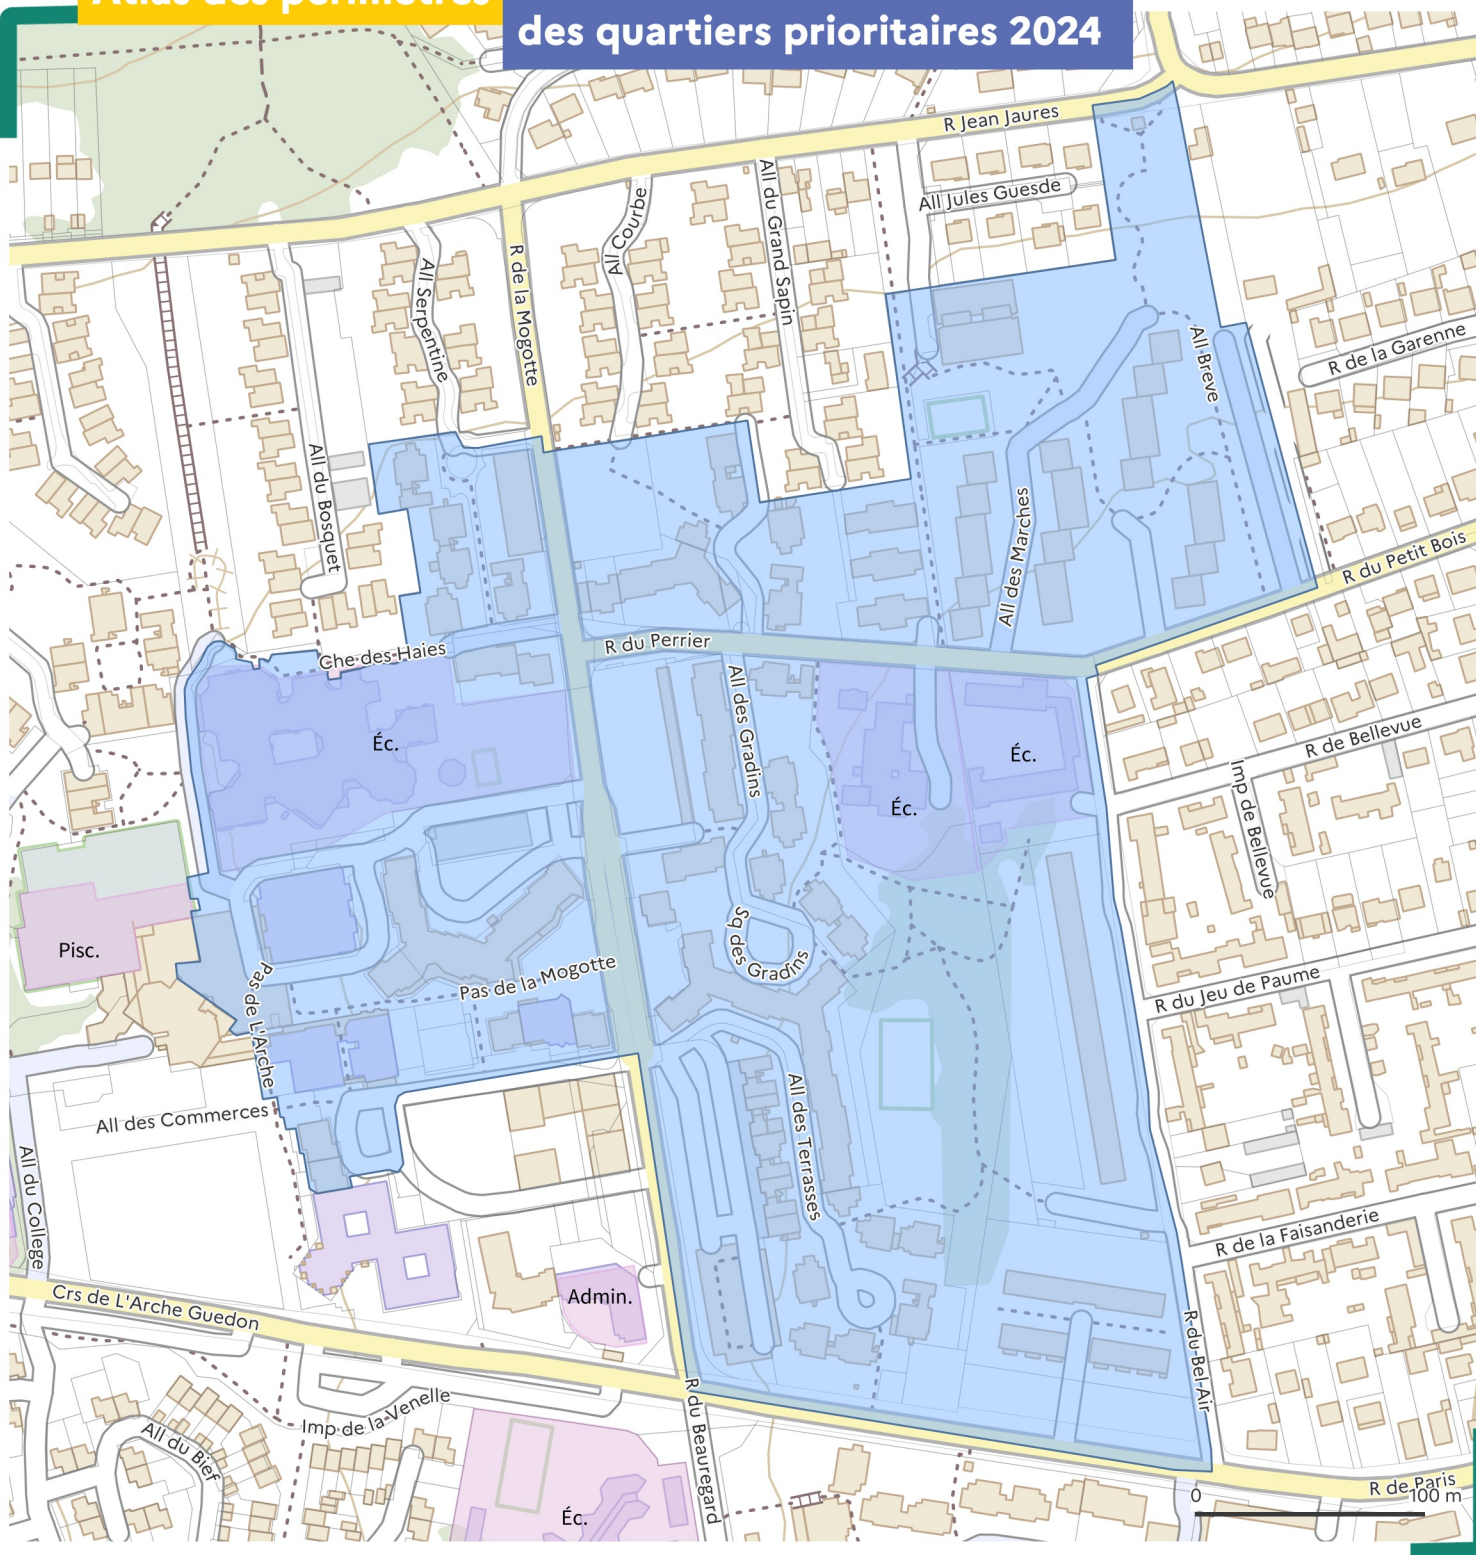 Atlas des périmètres
des quartiers prioritaires 2024
R Jean Jaures
All Jules Guesde
All du Grand Sapin
All Courbe
R de la Mogotte
All Serpentine
All Breve
R de la Garenne
All du Bosquet
All des Marches
R du Petit Bois
Che des Haies
R du Perrier
All des Gradins
R de Bellevue
Imp de Bellevue
Éc.
Éc.
Éc.
Pisc.
Sq des Gradins
Pas de la Mogotte
Pas de L'Arche
R du Jeu de Paume
All des Commerces
All des Terrasses
All du College
R de la Faisanderie
Crs de L'Arche Guedon
Admin.
R-du-Bel-Air
Imp de-la-Venelle
R du Beauregard
All du Bief
Éc.
R de-Paris
0
100 m